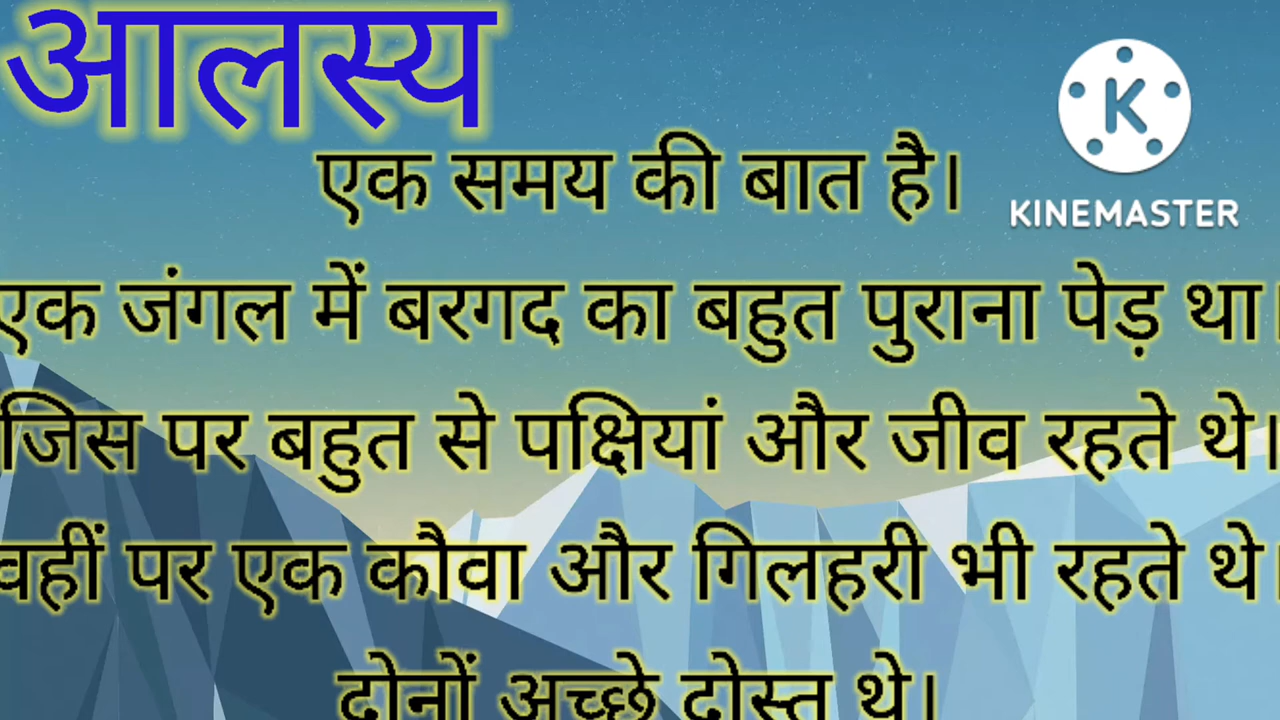 आलस्य
एक समय की बात है।
KINEMASTER
एक जंगल में बरगद का बहुत पुराना पेड़ था।
जिस पर बहुत से पक्षियां और जीव रहते थे।
वहीं पर एक कौवा और गिलहरी भी रहते थे।
दोनों अच्छे दोस्त थे।